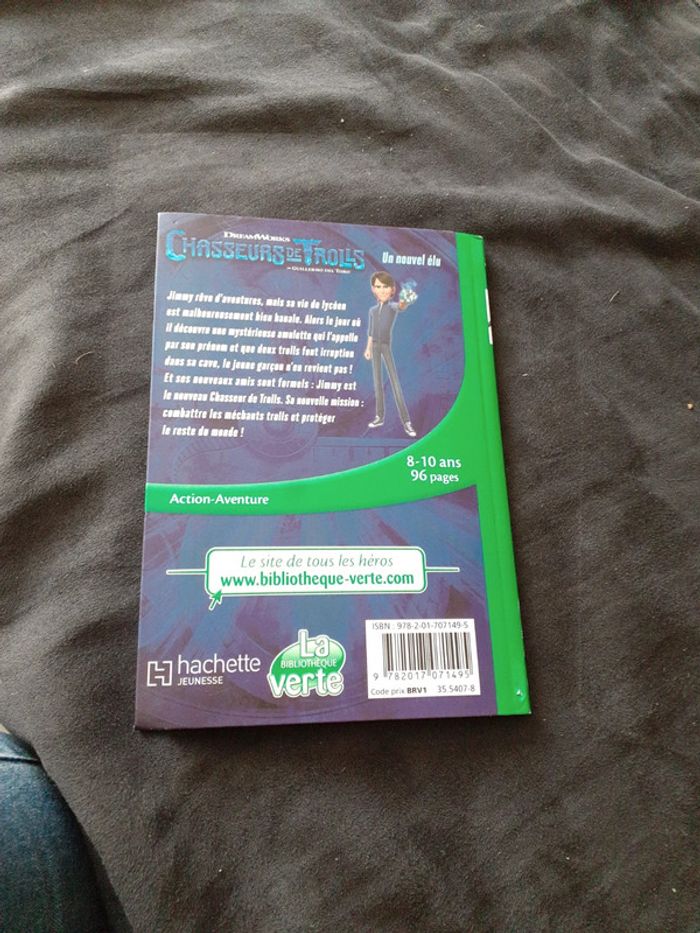 DREAMWORKS
CHASSEURS DE TROLLS
DE GUILLERMO DEL TORO
Un nouvel élu
Jimmy rêve d'aventures, mais sa vie de lycéen
est malheureusement bien banale. Alors le jour où
il découvre une mystérieuse amulette qui l'appelle
par son prénom et que deux trolls font irruption
dans sa cave, le jeune garçon n'en revient pas !
Et ses nouveaux amis sont formels : Jimmy est
le nouveau Chasseur de Trolls. Sa nouvelle mission :
combattre les méchants trolls et protéger
le reste du monde !
8-10 ans
96 pages
Action-Aventure
Le site de tous les héros
www.bibliotheque-verte.com
ISBN : 978-2-01-707149-5
9 782017 071495
Code prix BRV1 35.5407-8
hachette
JEUNESSE
La
BIBLIOTHÈQUE
verte